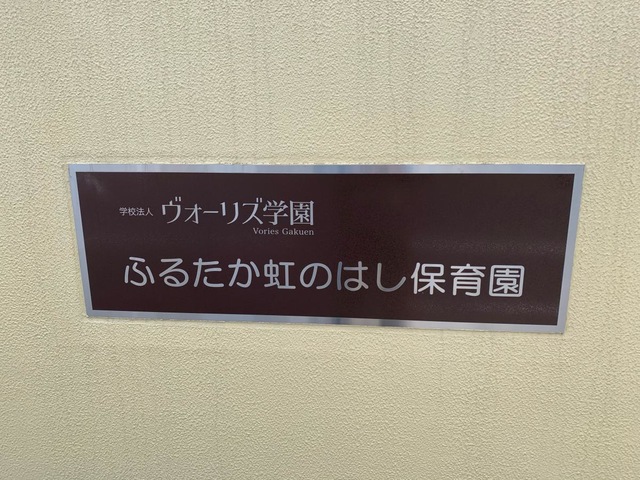 学校法人 ヴォーリズ学園
Vories Gakuen
ふるたか虹のはし保育園